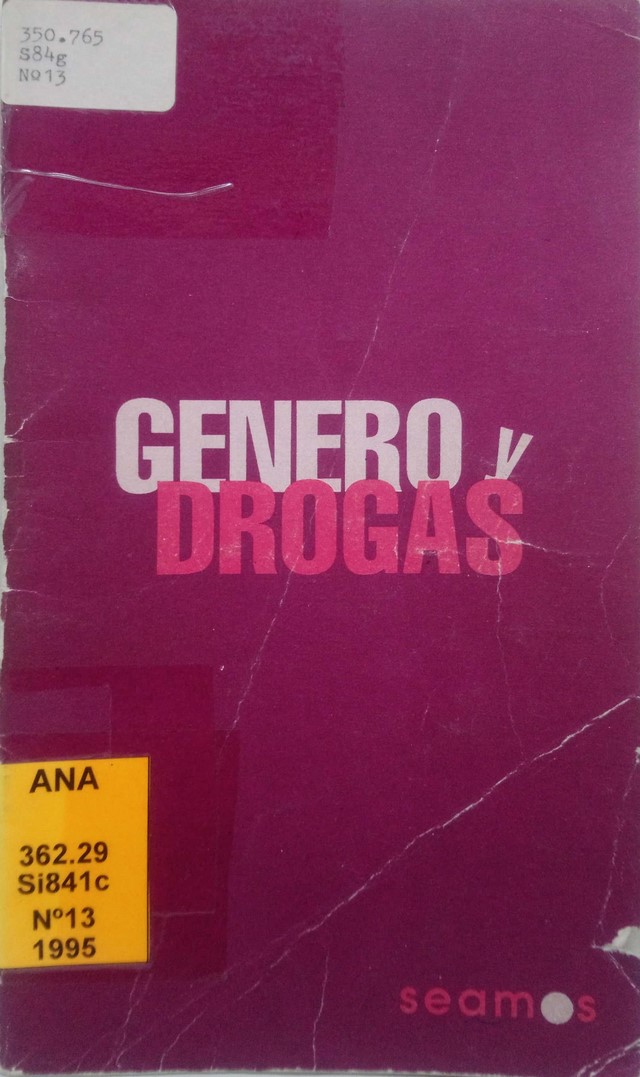 350.765
S84g
Nº13
GENERO y
DROGAS
ANA
362.29
Si841c
Nº13
1995
seamos